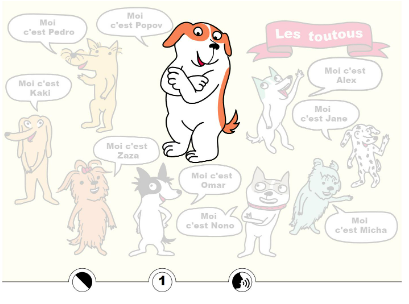 Moi
c'est Pedro
Moi
c'est Popov
Les toutous
Moi c'est
Kaki
Moi c'est
Alex
Moi
c'est Jane
Moi c'est
Zaza
Moi c'est
Omar
Moi
c'est Nono
Moi
c'est Micha
1